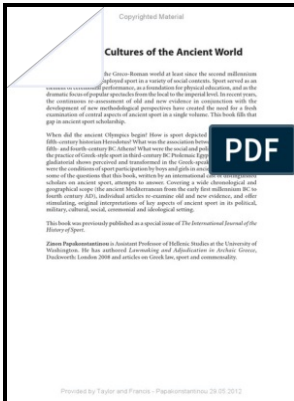 Copyrighted Material
Cultures of the Ancient World
the Greco-Roman world at least since the second millennium
employed sport in a variety of social contexts. Sport served as an
performance, as a foundation for physical education, and as the
dramatic focus of popular spectacles from the local to the imperial level. In recent years,
the continuous re-assessment of old and new evidence in conjunction with the
development of new methodological perspectives have created the need for a fresh
examination of central aspects of ancient sport in a single volume. This book fills that
gap in ancient sport scholarship.
When did the ancient Olympics begin? How is sport depicted
fifth-century historian Herodotus? What was the association betwe
fifth- and fourth-century BC Athens? What were the social and poli
the practice of Greek-style sport in third-century BC Ptolemaic Egyp
gladiatorial shows perceived and transformed in the Greek-speak
were the conditions of sport participation by boys and girls in ancien
some of the questions that this book, written by an international cast of distinguished
scholars on ancient sport, attempts to answer. Covering a wide chronological and
geographical scope (the ancient Mediterranean from the early first millennium BC to
fourth century AD), individual articles re-examine old and new evidence, and offer
stimulating, original interpretations of key aspects of ancient sport in its political,
military, cultural, social, ceremonial and ideological setting.
This book was previously published as a special issue of The International Journal of the
History of Sport.
Zinon Papakonstantinou is Assistant Professor of Hellenic Studies at the University of
Washington. He has authored Lawmaking and Adjudication in Archaic Greece,
Duckworth: London 2008 and articles on Greek law, sport and commensality.
PDF
Provided by Taylor and Francis - Papakonstantinou 29 05 2012